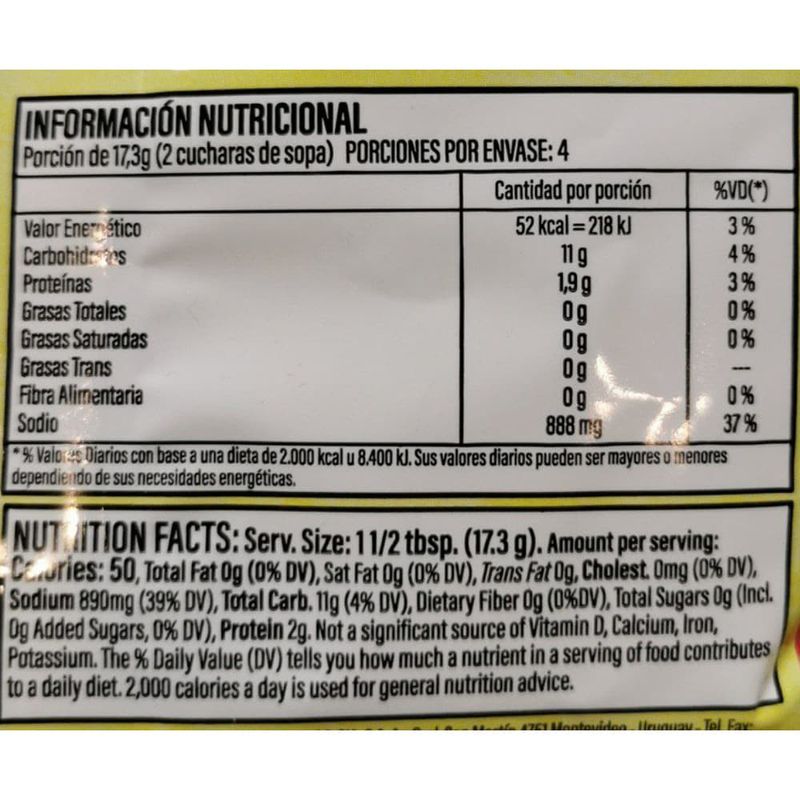 INFORMACIÓN NUTRICIONAL
Porción de 17,3g (2 cucharas de sopa) PORCIONES POR ENVASE: 4
Cantidad por porción %VD(*)
Valor Energético 52 kcal = 218 kJ 3%
Carbohidratos 11 g 4%
Proteínas 1,9 g 3%
Grasas Totales 0 g 0%
Grasas Saturadas 0 g 0%
Grasas Trans 0 g ---
Fibra Alimentaria 0 g 0%
Sodio 888 mg 37%
* % Valores Diarios con base a una dieta de 2.000 kcal u 8.400 kJ. Sus valores diarios pueden ser mayores o menores
dependiendo de sus necesidades energéticas.
NUTRITION FACTS: Serv. Size: 1 1/2 tbsp. (17.3 g). Amount per serving:
Calories: 50, Total Fat 0g (0% DV), Sat Fat 0g (0% DV), Trans Fat 0g, Cholest. 0mg (0% DV),
Sodium 890mg (39% DV), Total Carb. 11g (4% DV), Dietary Fiber 0g (0%DV), Total Sugars 0g (Incl.
0g Added Sugars, 0% DV), Protein 2g. Not a significant source of Vitamin D, Calcium, Iron,
Potassium. The % Daily Value (DV) tells you how much a nutrient in a serving of food contributes
to a daily diet. 2,000 calories a day is used for general nutrition advice.
San Martín 4751 Montevideo - Uruguay - Tel. Fax: